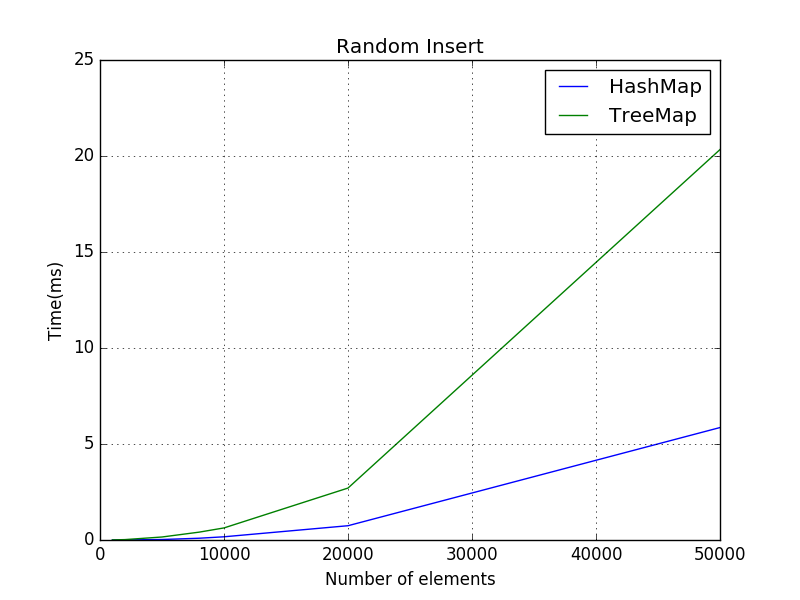 Random Insert
HashMap
TreeMap
25
20
15
10
5
0
Time(ms)
0 10000 20000 30000 40000 50000
Number of elements